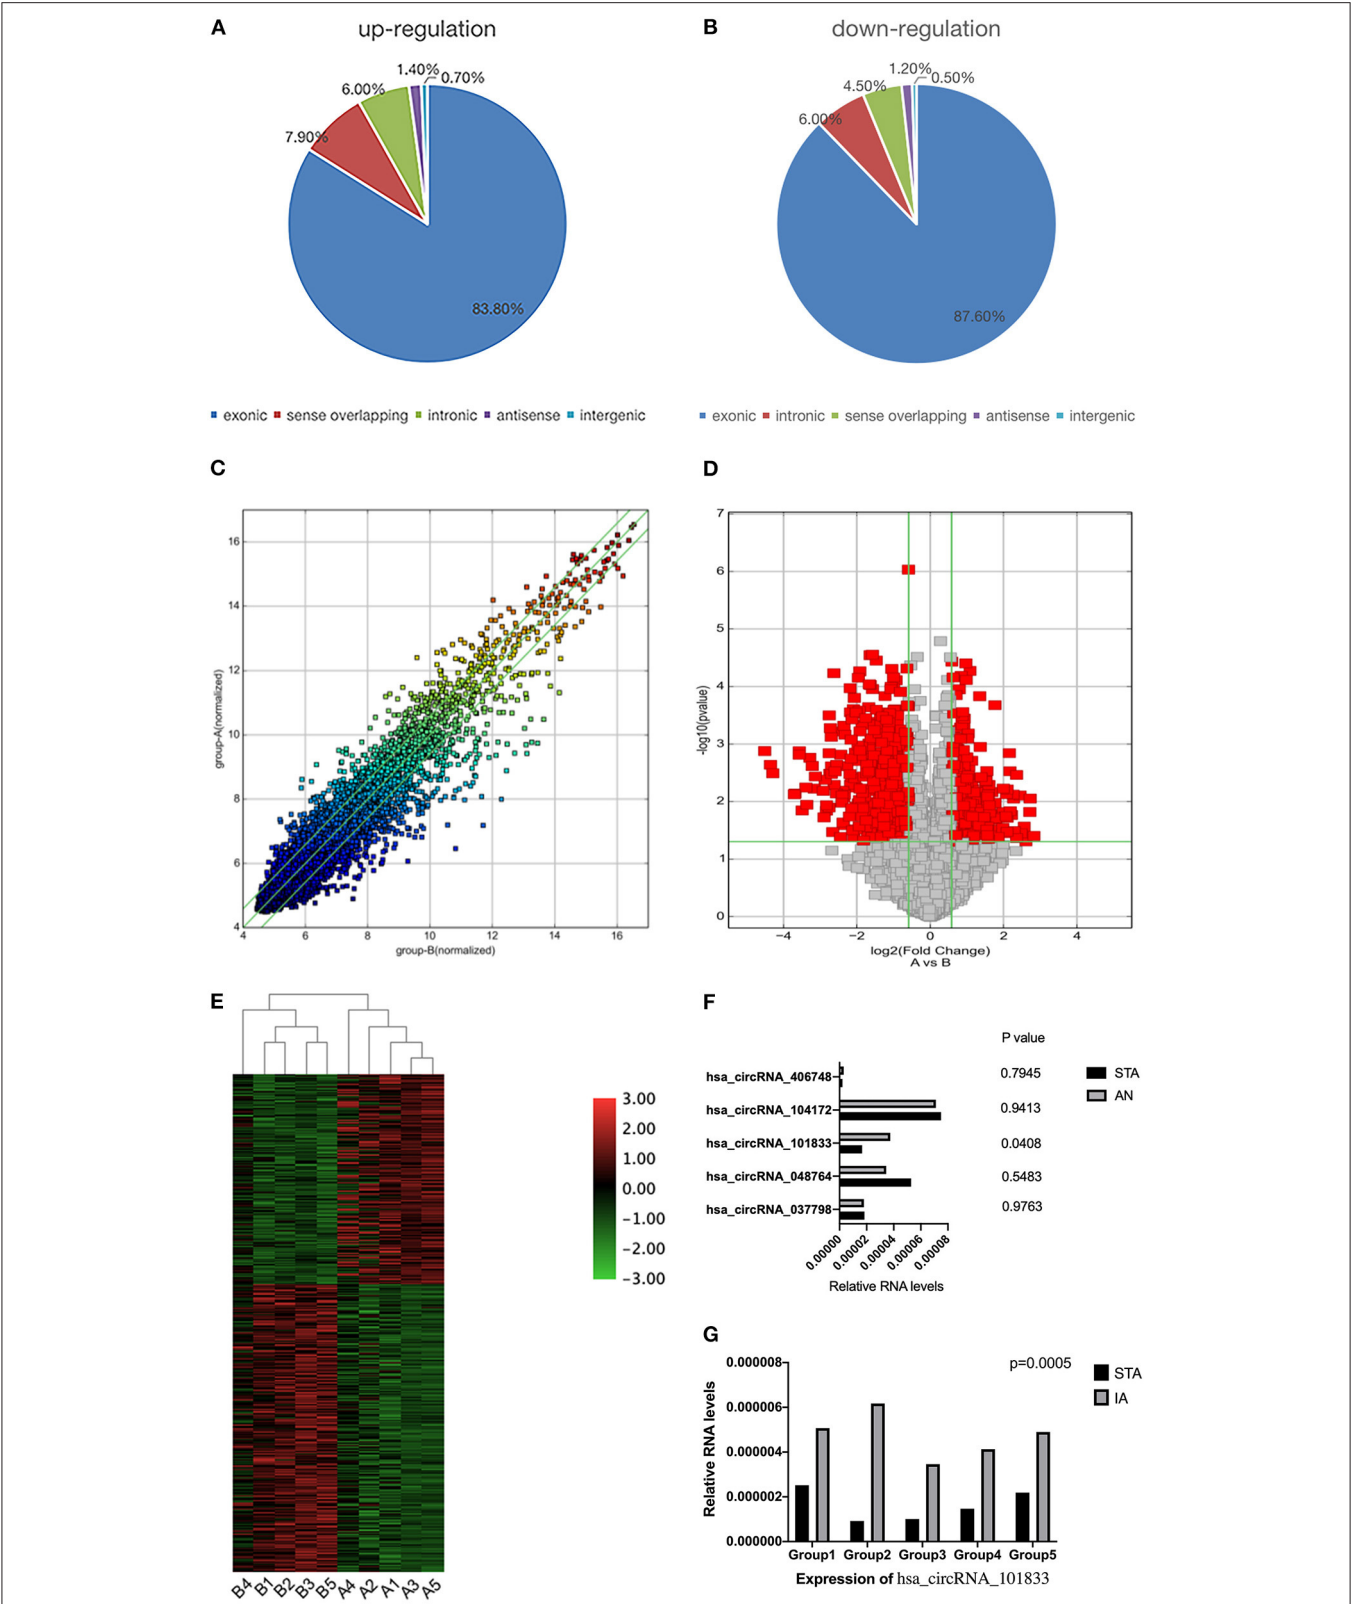 A
up-regulation
1.40%
0.70%
6.00%
7.90%
83.80%
exonic sense overlapping intronic antisense intergenic
B
down-regulation
1.20%
0.50%
4.50%
6.00%
87.60%
exonic intronic sense overlapping antisense intergenic
C
16
14
12
10
8
6
4
group-A(normalized)
4 6 8 10 12 14 16
group-B(normalized)
D
7
6
5
4
3
2
1
0
-log10(pvalue)
−4 −2 0 2 4
log2(Fold Change)
A vs B
E
3.00
2.00
1.00
0.00
−1.00
−2.00
−3.00
B4 B1 B2 B3 B5 A4 A2 A1 A3 A5
F
P value
hsa_circRNA_406748 0.7945
hsa_circRNA_104172 0.9413
hsa_circRNA_101833 0.0408
hsa_circRNA_048764 0.5483
hsa_circRNA_037798 0.9763
STA
AN
0.00000 0.00002 0.00004 0.00006 0.00008
Relative RNA levels
G
p=0.0005
STA
IA
0.000008
0.000006
0.000004
0.000002
0.000000
Relative RNA levels
Group1 Group2 Group3 Group4 Group5
Expression of hsa_circRNA_101833